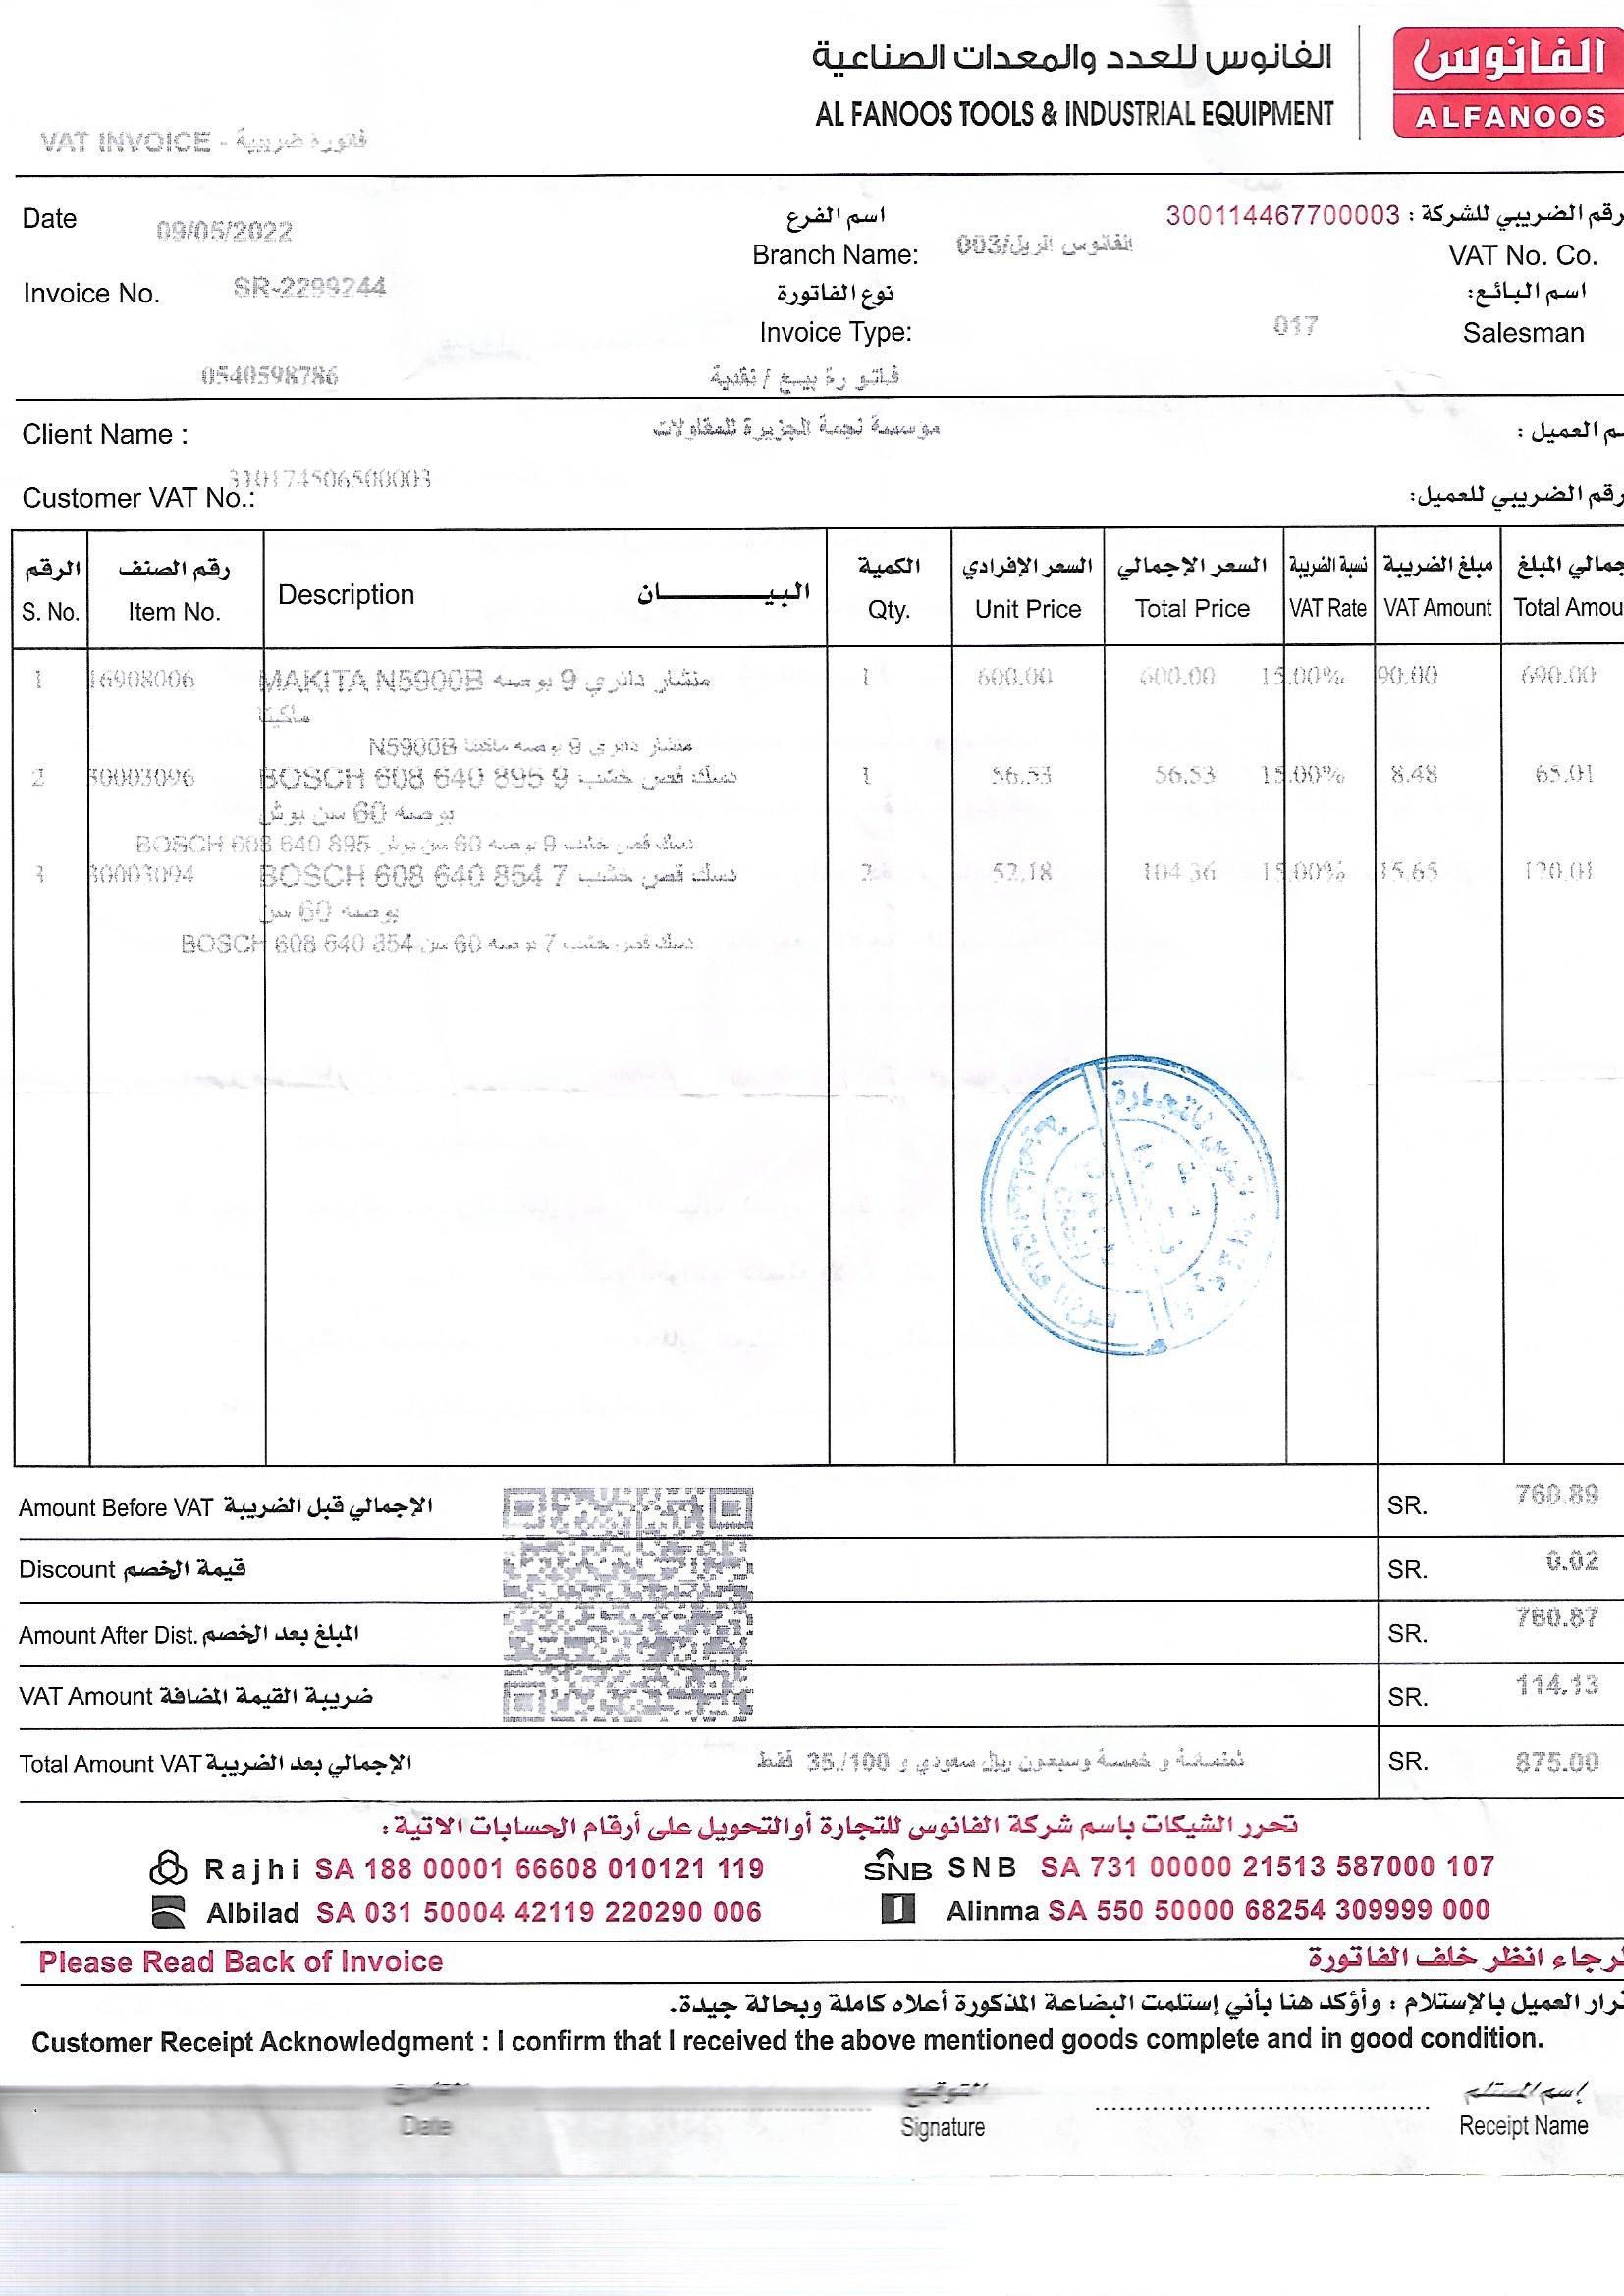 الفانوس للعدد والمعدات الصناعية
الفانوس
AL FANOOS TOOLS & INDUSTRIAL EQUIPMENT
ALFANOOS
VAT INVOICE - فاتورة ضريبية
Date 09/05/2022
اسم الفرع
رقم الضريبي للشركة : 300114467700003
Branch Name: الفانوس الريل/003
VAT No. Co.
Invoice No. SR-2299244
نوع الفاتورة
اسم البائع:
Invoice Type:
017 Salesman
0540598786
فاتورة بيع / نقدية
Client Name : مؤسسة نجمة الجزيرة للمقاولات م العميل :
310174506500003
Customer VAT No.: رقم الضريبي للعميل:
الرقم رقم الصنف البيـــــان الكمية السعر الإفرادي السعر الإجمالي نسبة الضريبة مبلغ الضريبة جمالي المبلغ
S. No. Item No. Description Qty. Unit Price Total Price VAT Rate VAT Amount Total Amou
1 16908006 MAKITA N5900B منشار دائري 9 بوصه 1 600.00 600.00 15.00% 90.00 690.00
ماكيتا
منشار دائري 9 بوصه ماكيتا N5900B
2 30003096 BOSCH 608 640 895 دسك قص خشب 9 1 56.53 56.53 15.00% 8.48 65.01
بوصه 60 سن بوش
دسك قص خشب 9 بوصه 60 سن بوش BOSCH 608 640 895
3 30003094 BOSCH 608 640 854 دسك قص خشب 7 2 52.18 104.36 15.00% 15.65 120.01
بوصه 60 سن
دسك قص خشب 7 بوصه 60 سن BOSCH 608 640 854
للتجارة
Amount Before VAT الإجمالي قبل الضريبة SR. 760.89
Discount قيمة الخصم SR. 0.02
Amount After Dist. المبلغ بعد الخصم SR. 760.87
VAT Amount ضريبة القيمة المضافة SR. 114.13
Total Amount VAT الإجمالي بعد الضريبة ثمنمائة و خمسة وسبعون ريال سعودي و 35./100 فقط SR. 875.00
تحرر الشيكات باسم شركة الفانوس للتجارة أوالتحويل على أرقام الحسابات الاتية :
Rajhi SA 188 00001 66608 010121 119
SNB SNB SA 731 00000 21513 587000 107
Albilad SA 031 50004 42119 220290 006
Alinma SA 550 50000 68254 309999 000
Please Read Back of Invoice لرجاء انظر خلف الفاتورة
رار العميل بالإستلام : وأؤكد هنا بأني إستلمت البضاعة المذكورة أعلاه كاملة وبحالة جيدة.
Customer Receipt Acknowledgment : I confirm that I received the above mentioned goods complete and in good condition.
التاريخ التوقيع إسم المستلم
Date Signature Receipt Name